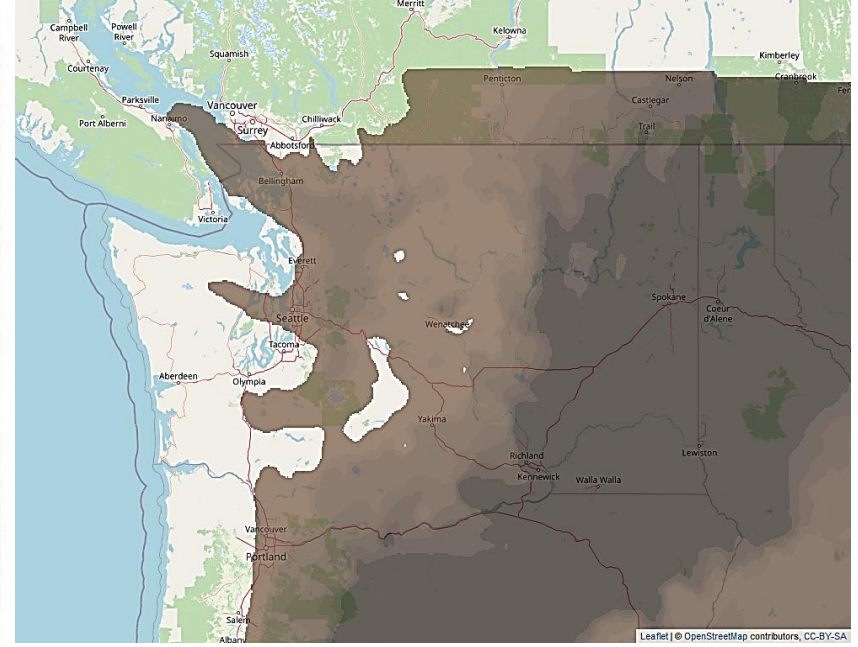 Merritt
Campbell
River
Powell
River
Kelowna
Squamish
Kimberley
Courtenay
Penticton
Nelson
Cranbrook
Fer
Parksville
Vancouver
Castlegar
Port Alberni
Nanaimo
Surrey
Chilliwack
Trail
Abbotsford
Bellingham
Victoria
Everett
Spokane
Coeur
d'Alene
Seattle
Wenatchee
Tacoma
Aberdeen
Olympia
Yakima
Richland
Lewiston
Kennewick
Walla Walla
Vancouver
Portland
Salem
Albany
Leaflet | © OpenStreetMap contributors, CC-BY-SA